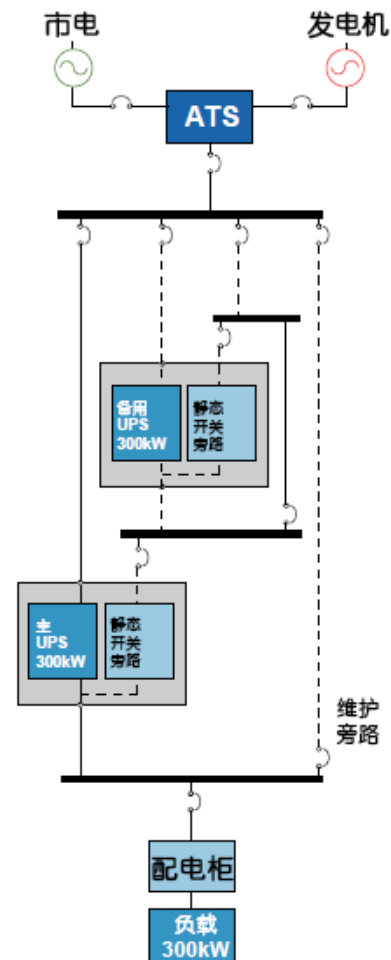 市电
发电机
ATS
备用
UPS
300kW
静态
开关
旁路
主
UPS
300kW
静态
开关
旁路
维护
旁路
配电柜
负载
300kW